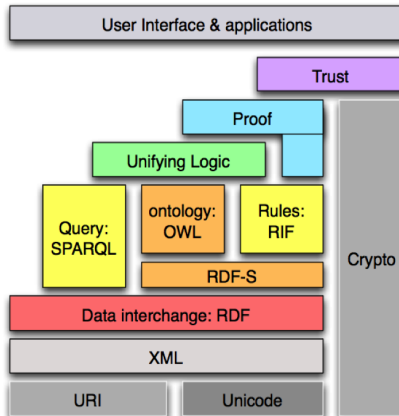 User Interface & applications
Trust
Proof
Unifying Logic
Query:
SPARQL
ontology:
OWL
Rules:
RIF
Crypto
RDF-S
Data interchange: RDF
XML
URI
Unicode